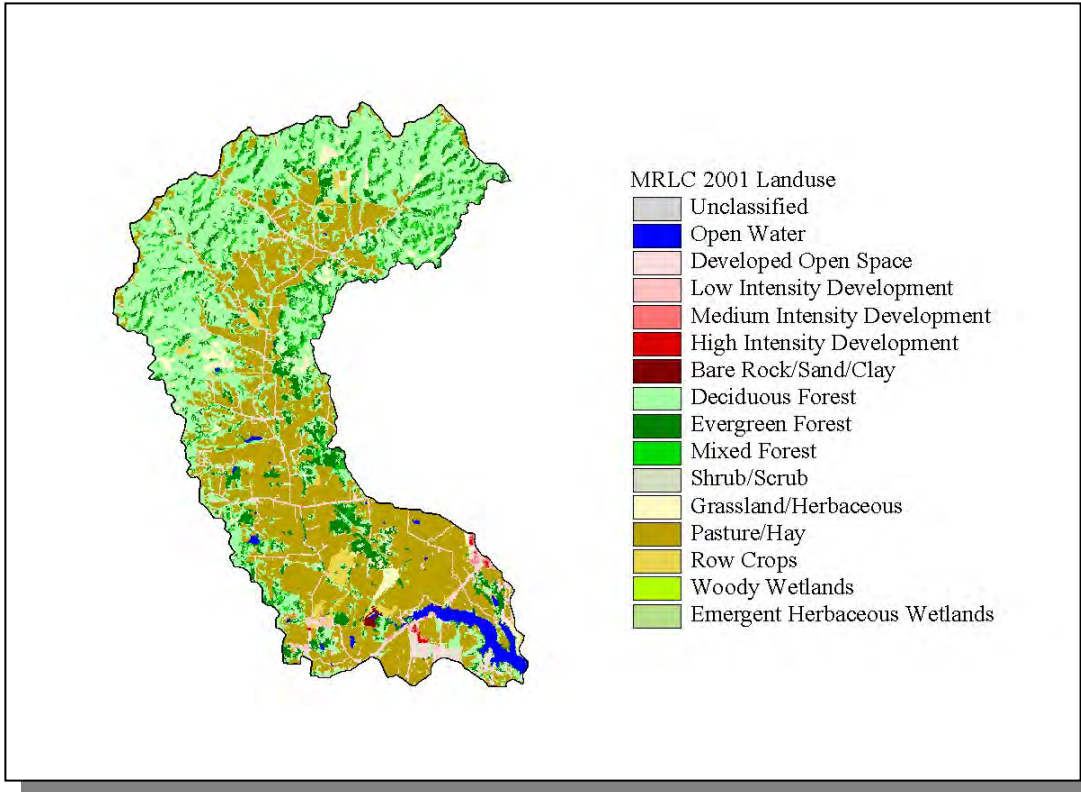 MRLC 2001 Landuse
Unclassified
Open Water
Developed Open Space
Low Intensity Development
Medium Intensity Development
High Intensity Development
Bare Rock/Sand/Clay
Deciduous Forest
Evergreen Forest
Mixed Forest
Shrub/Scrub
Grassland/Herbaceous
Pasture/Hay
Row Crops
Woody Wetlands
Emergent Herbaceous Wetlands